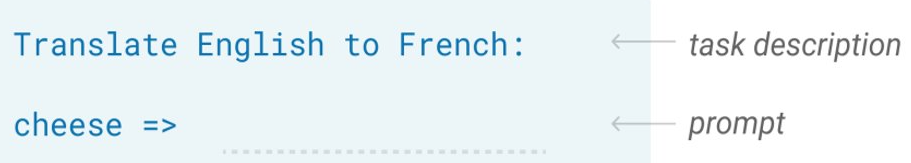 Translate English to French: task description
cheese => prompt